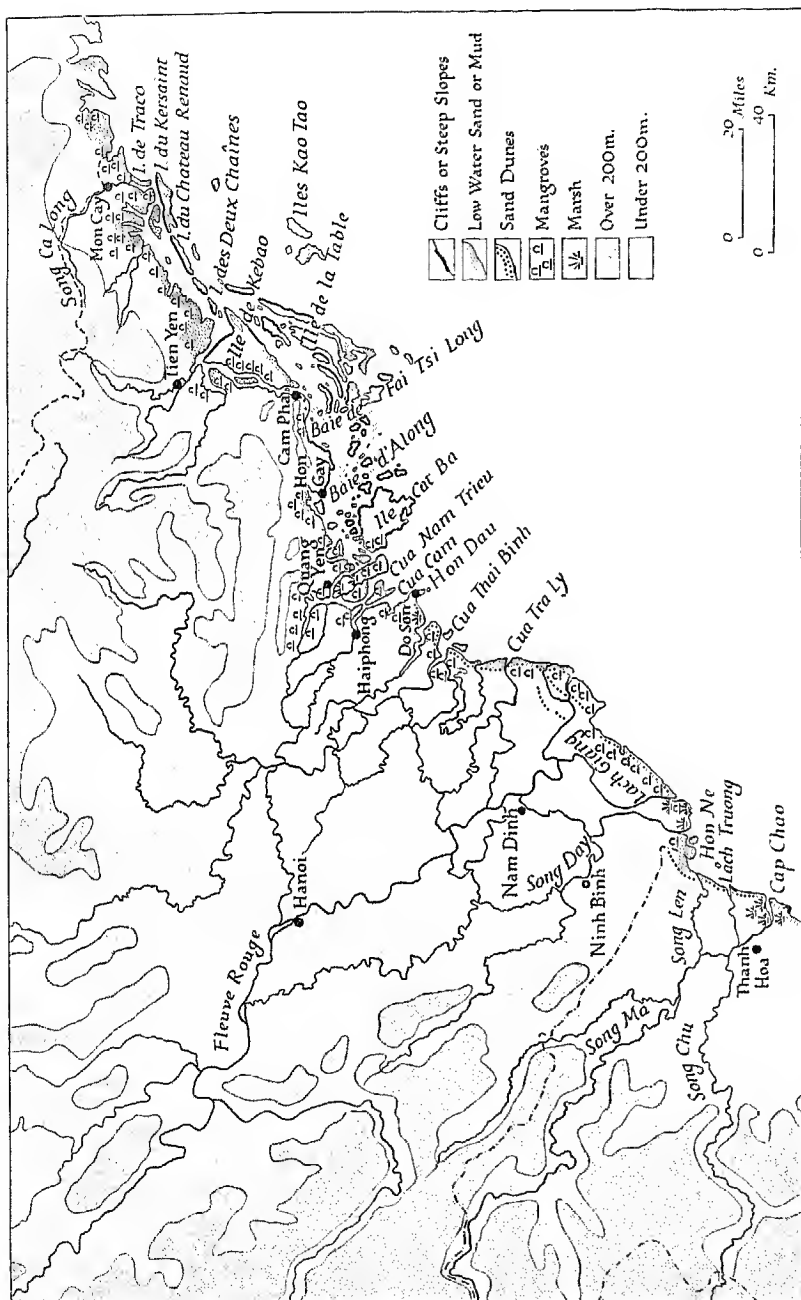 Song Ca Long
Mon Cay
I. de Traco
I. du Kersaint
I. du Chateau Renaud
Tien Yen
I. des Deux Chaînes
Ile de Kebao
Iles Kao Tao
Ile de la Table
Cam Pha
Baie de Fai Tsi Long
Hon Gay
Baie d'Along
Quang Yen
Ile Cat Ba
Cua Nam Trieu
Cua Cam
Haiphong
Do Son
Hon Dau
Cua Thai Binh
Cua Tra Ly
Fleuve Rouge
Hanoi
Nam Dinh
Song Day
Ninh Binh
Lach Giang
Hon Ne
Lach Truong
Song Len
Song Ma
Song Chu
Thanh
Hoa
Cap Chao
Cliffs or Steep Slopes
Low Water Sand or Mud
Sand Dunes
Mangroves
Marsh
Over 200m.
Under 200m.
0 20
Miles
0 40
Km.